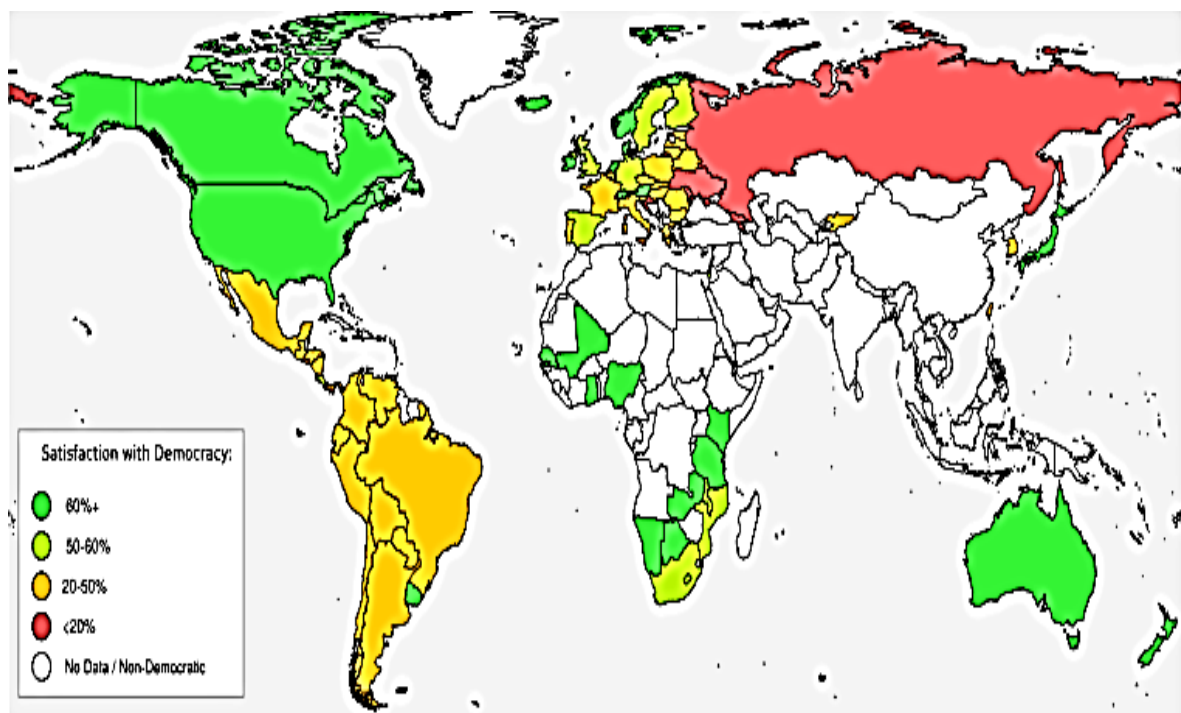 Satisfaction with Democracy:
60%+
50-60%
20-50%
<20%
No Data / Non-Democratic